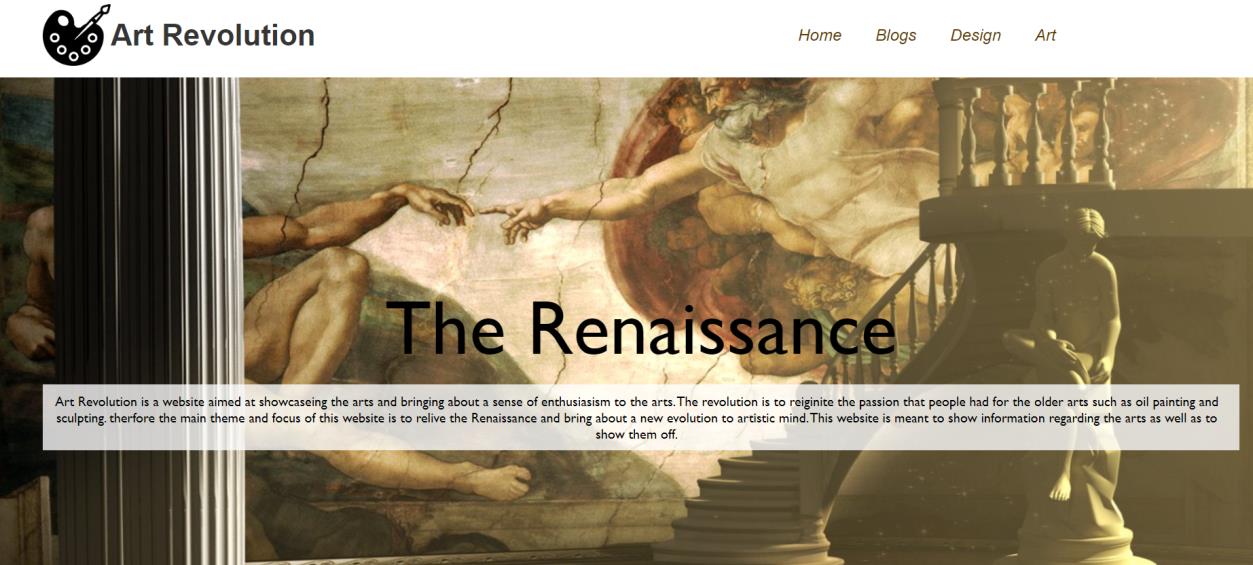 Art Revolution
Home Blogs Design Art
The Renaissance
Art Revolution is a website aimed at showcaseing the arts and bringing about a sense of enthusiasism to the arts.The revolution is to reiginite the passion that people had for the older arts such as oil painting and
sculpting. therfore the main theme and focus of this website is to relive the Renaissance and bring about a new evolution to artistic mind.This website is meant to show information regarding the arts as well as to
show them off.